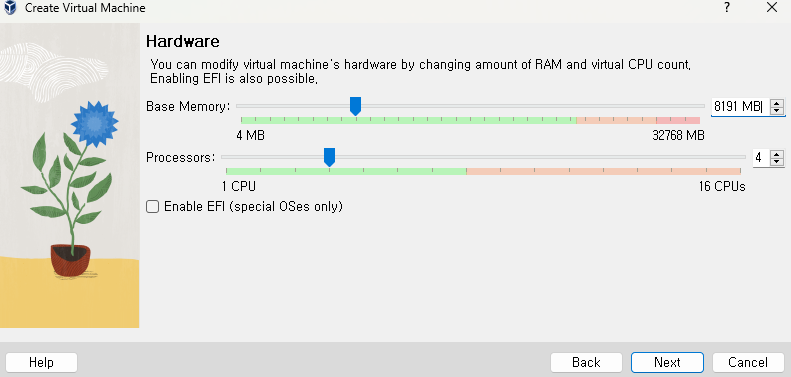 Create Virtual Machine
?
Hardware
You can modify virtual machine's hardware by changing amount of RAM and virtual CPU count.
Enabling EFI is also possible.
Base Memory:
8191 MB
4 MB
32768 MB
Processors:
4
1 CPU
16 CPUs
Enable EFI (special OSes only)
Help
Back
Next
Cancel